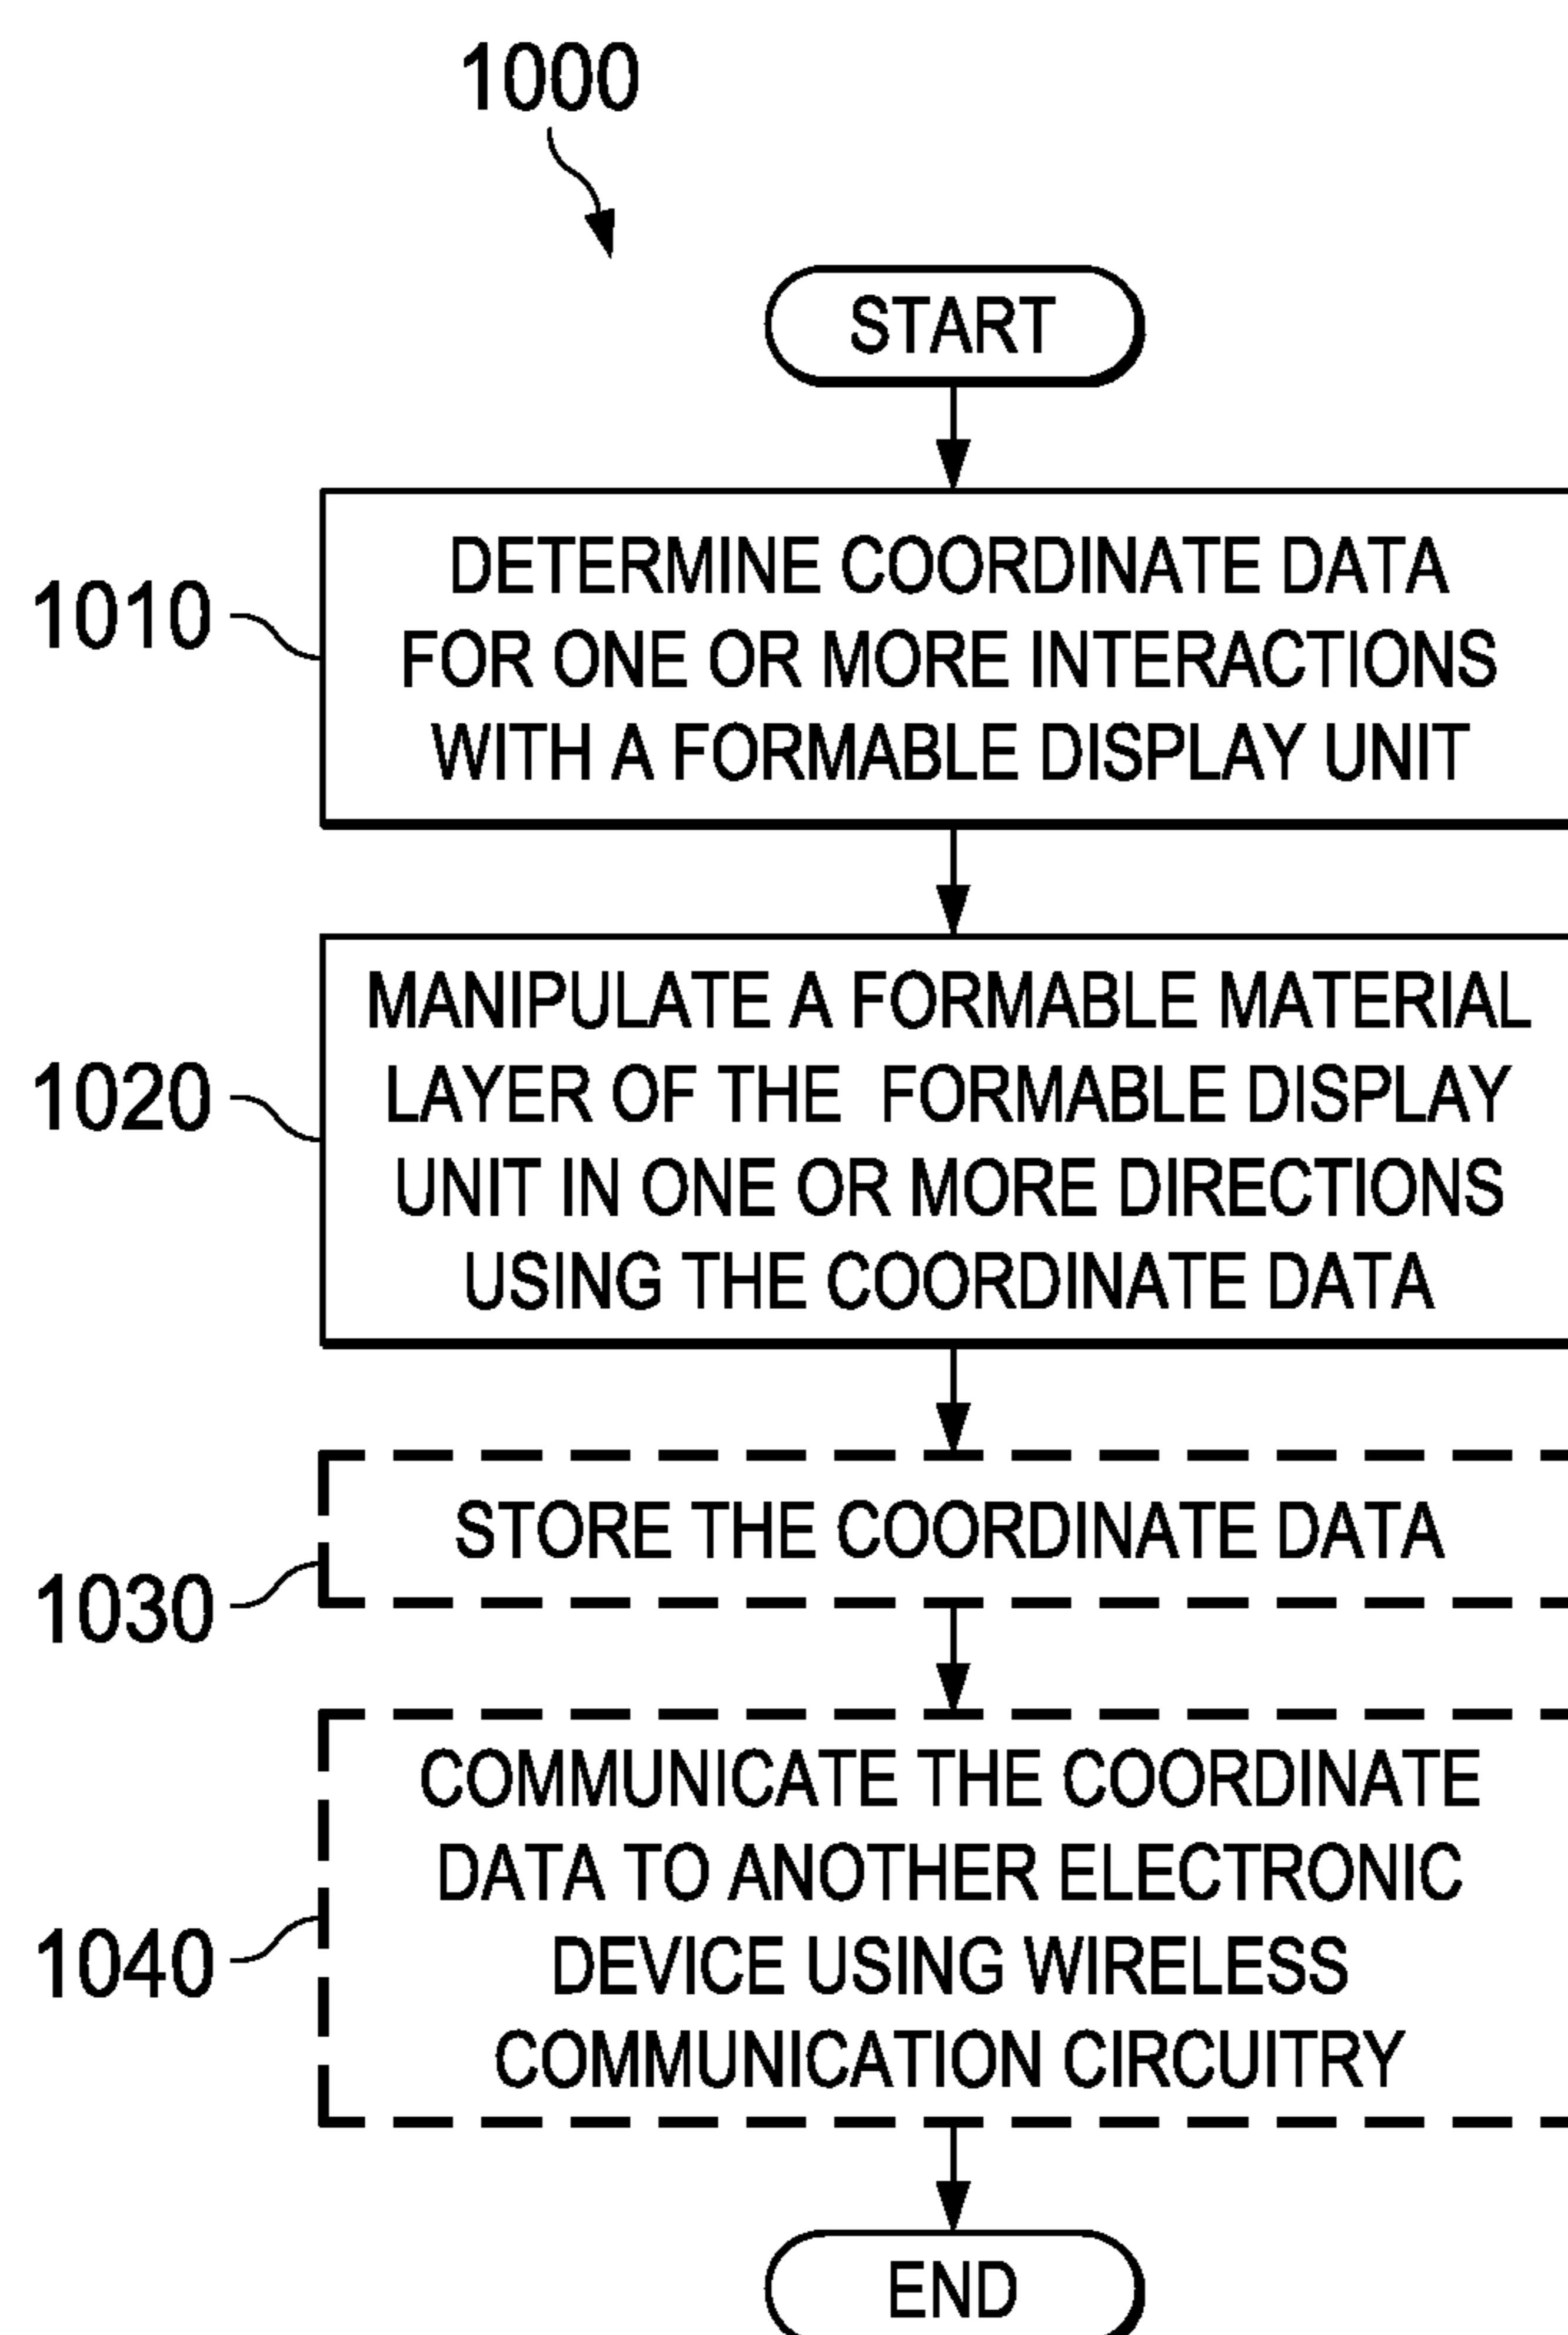 1000
START
1010
DETERMINE COORDINATE DATA
FOR ONE OR MORE INTERACTIONS
WITH A FORMABLE DISPLAY UNIT
1020
MANIPULATE A FORMABLE MATERIAL
LAYER OF THE FORMABLE DISPLAY
UNIT IN ONE OR MORE DIRECTIONS
USING THE COORDINATE DATA
1030
STORE THE COORDINATE DATA
1040
COMMUNICATE THE COORDINATE
DATA TO ANOTHER ELECTRONIC
DEVICE USING WIRELESS
COMMUNICATION CIRCUITRY
END